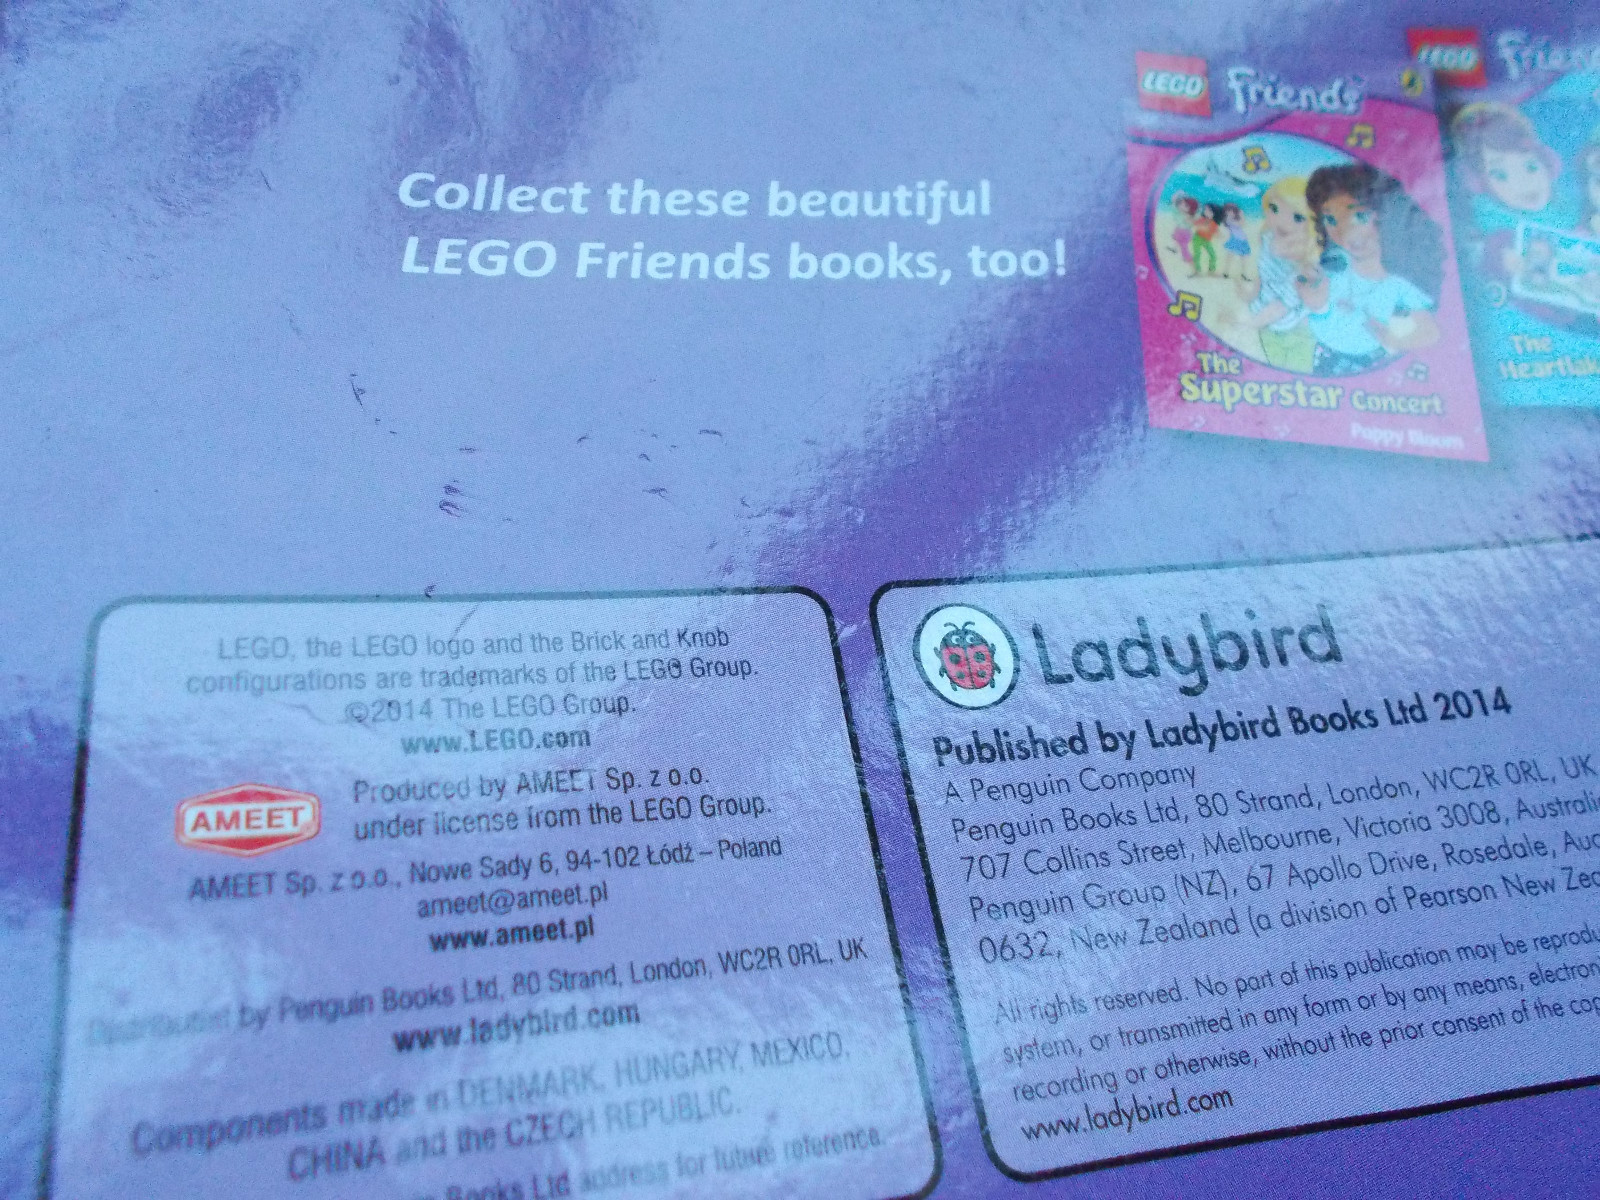 Collect these beautiful
LEGO Friends books, too!
LEGO Friends
The
Superstar Concert
Poppy Bloom
LEGO
The
LEGO, the LEGO logo and the Brick and Knob
configurations are trademarks of the LEGO Group.
©2014 The LEGO Group.
www.LEGO.com
AMEET
Produced by AMEET Sp. z o.o.
under license from the LEGO Group.
AMEET Sp. z o.o., Nowe Sady 6, 94-102 Łódź – Poland
ameet@ameet.pl
www.ameet.pl
Distributed by Penguin Books Ltd, 80 Strand, London, WC2R 0RL, UK
www.ladybird.com
Components made in DENMARK, HUNGARY, MEXICO,
CHINA and the CZECH REPUBLIC.
Books Ltd address for future reference.
Ladybird
Published by Ladybird Books Ltd 2014
A Penguin Company
Penguin Books Ltd, 80 Strand, London, WC2R 0RL, UK
707 Collins Street, Melbourne, Victoria 3008,
Penguin Group (NZ), 67 Apollo Drive, Rosedale,
0632, New Zealand (a division of Pearson New
All rights reserved. No part of this publication may be
system, or transmitted in any form or by any means,
recording or otherwise, without the prior consent of the
www.ladybird.com